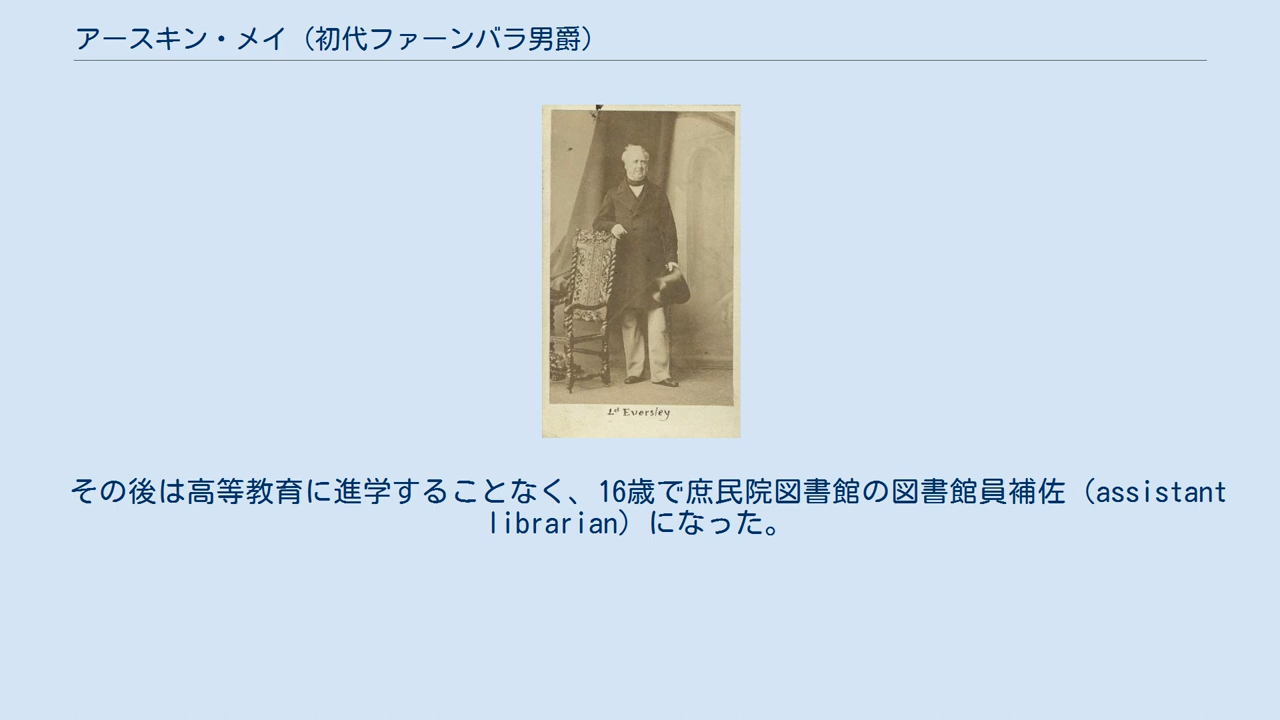 アースキン・メイ（初代ファーンバラ男爵）
Ld Eversley
その後は高等教育に進学することなく、16歳で庶民院図書館の図書館員補佐（assistant
librarian）になった。